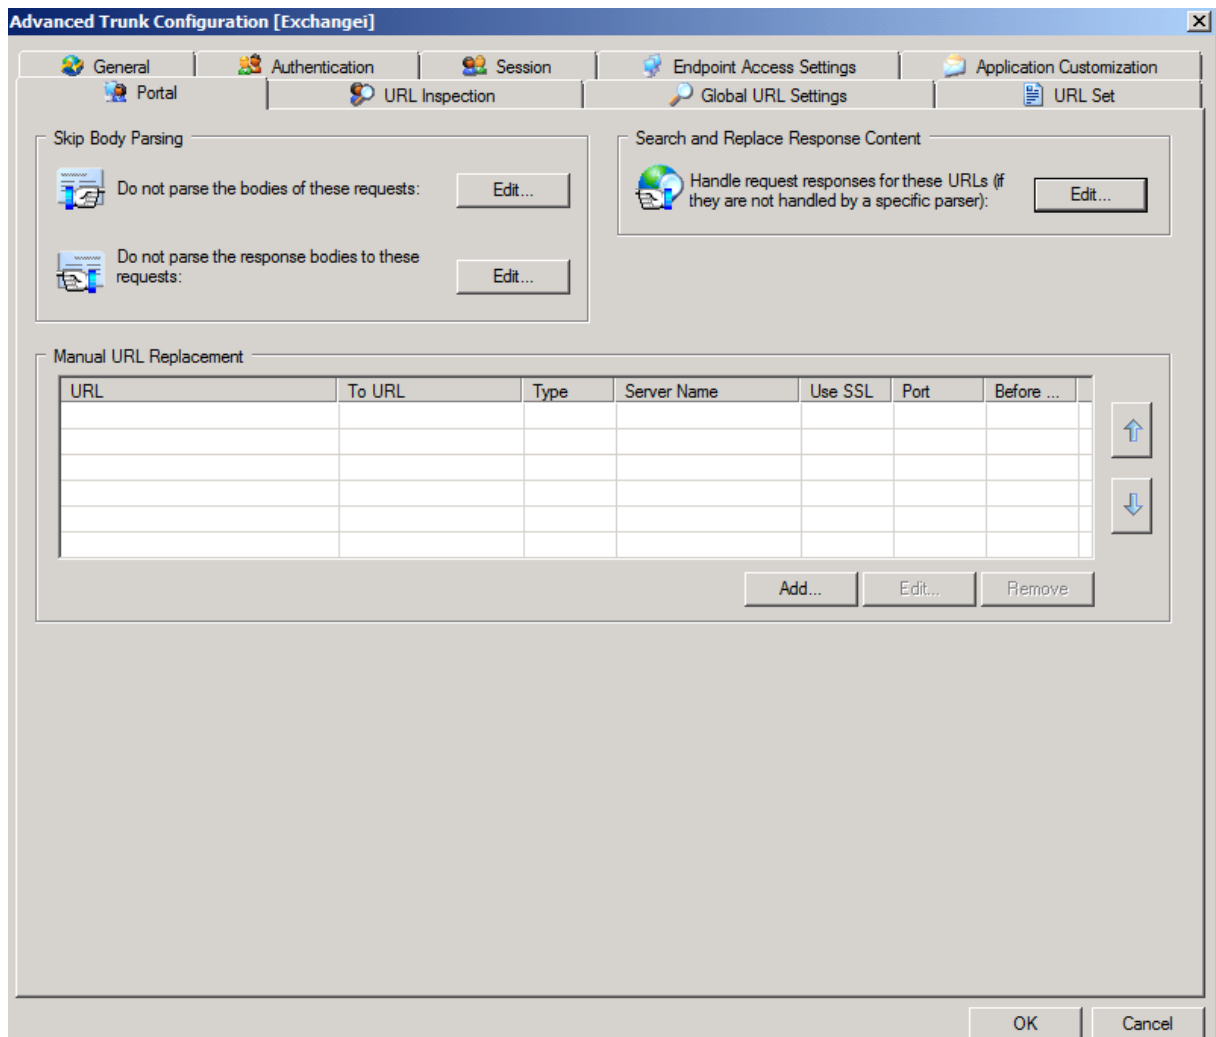 Advanced Trunk Configuration [Exchangei]
General
Authentication
Session
Endpoint Access Settings
Application Customization
Portal
URL Inspection
Global URL Settings
URL Set
Skip Body Parsing
Do not parse the bodies of these requests:
Edit...
Do not parse the response bodies to these
requests:
Edit...
Search and Replace Response Content
Handle request responses for these URLs (if
they are not handled by a specific parser):
Edit...
Manual URL Replacement
URL
To URL
Type
Server Name
Use SSL
Port
Before ...
Add...
Edit...
Remove
OK
Cancel